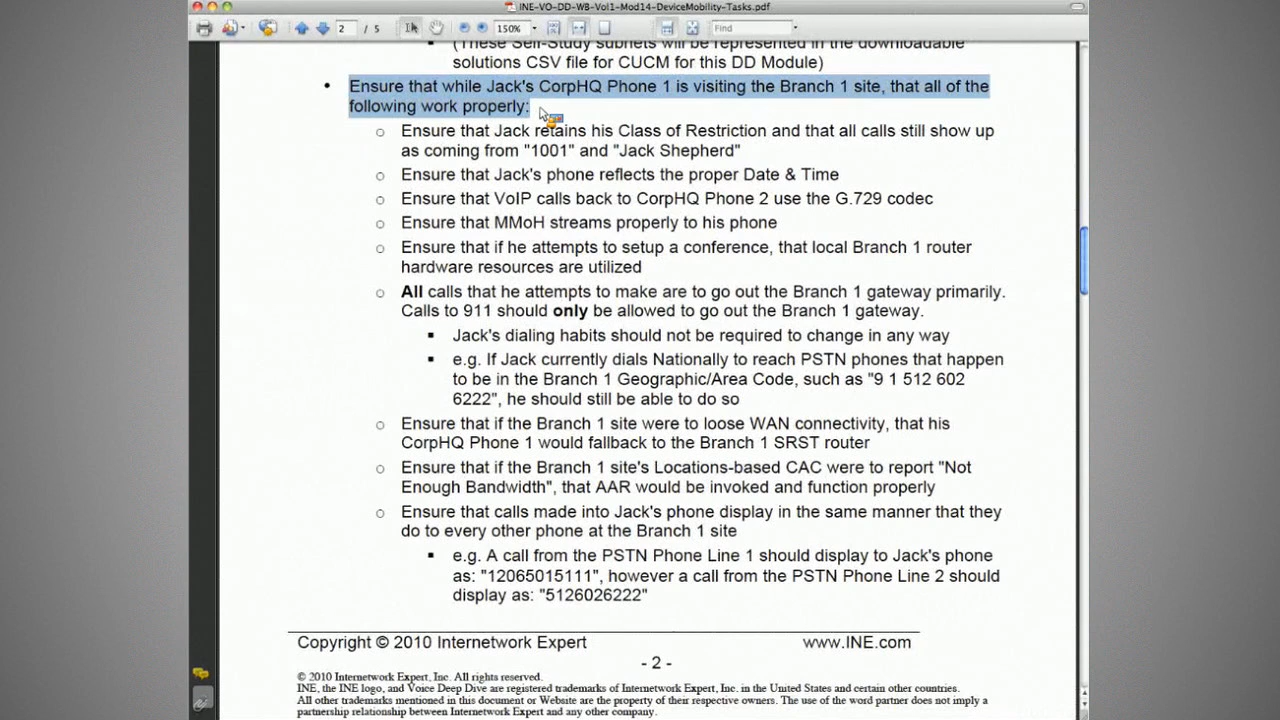 INE-VO-DD-WB-Vol1-Mod14-DeviceMobility-Tasks.pdf
2 / 5 150% Find
(These Self-Study subnets will be represented in the downloadable
solutions CSV file for CUCM for this DD Module)
• Ensure that while Jack's CorpHQ Phone 1 is visiting the Branch 1 site, that all of the
following work properly:
o Ensure that Jack retains his Class of Restriction and that all calls still show up
as coming from "1001" and "Jack Shepherd"
o Ensure that Jack's phone reflects the proper Date & Time
o Ensure that VoIP calls back to CorpHQ Phone 2 use the G.729 codec
o Ensure that MMoH streams properly to his phone
o Ensure that if he attempts to setup a conference, that local Branch 1 router
hardware resources are utilized
o All calls that he attempts to make are to go out the Branch 1 gateway primarily.
Calls to 911 should only be allowed to go out the Branch 1 gateway.
▪ Jack's dialing habits should not be required to change in any way
▪ e.g. If Jack currently dials Nationally to reach PSTN phones that happen
to be in the Branch 1 Geographic/Area Code, such as "9 1 512 602
6222", he should still be able to do so
o Ensure that if the Branch 1 site were to loose WAN connectivity, that his
CorpHQ Phone 1 would fallback to the Branch 1 SRST router
o Ensure that if the Branch 1 site's Locations-based CAC were to report "Not
Enough Bandwidth", that AAR would be invoked and function properly
o Ensure that calls made into Jack's phone display in the same manner that they
do to every other phone at the Branch 1 site
▪ e.g. A call from the PSTN Phone Line 1 should display to Jack's phone
as: "12065015111", however a call from the PSTN Phone Line 2 should
display as: "5126026222"
Copyright © 2010 Internetwork Expert www.INE.com
- 2 -
© 2010 Internetwork Expert, Inc. All rights reserved.
INE, the INE logo, and Voice Deep Dive are registered trademarks of Internetwork Expert, Inc. in the United States and certain other countries.
All other trademarks mentioned in this document or Website are the property of their respective owners. The use of the word partner does not imply a
partnership relationship between Internetwork Expert and any other company.